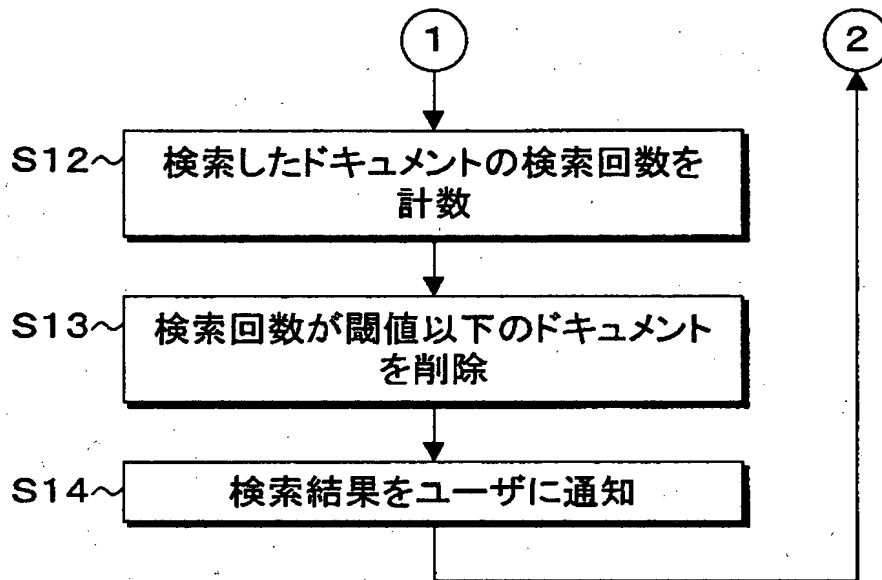 1
2
S12～
検索したドキュメントの検索回数を
計数
S13～
検索回数が閾値以下のドキュメント
を削除
S14～
検索結果をユーザに通知